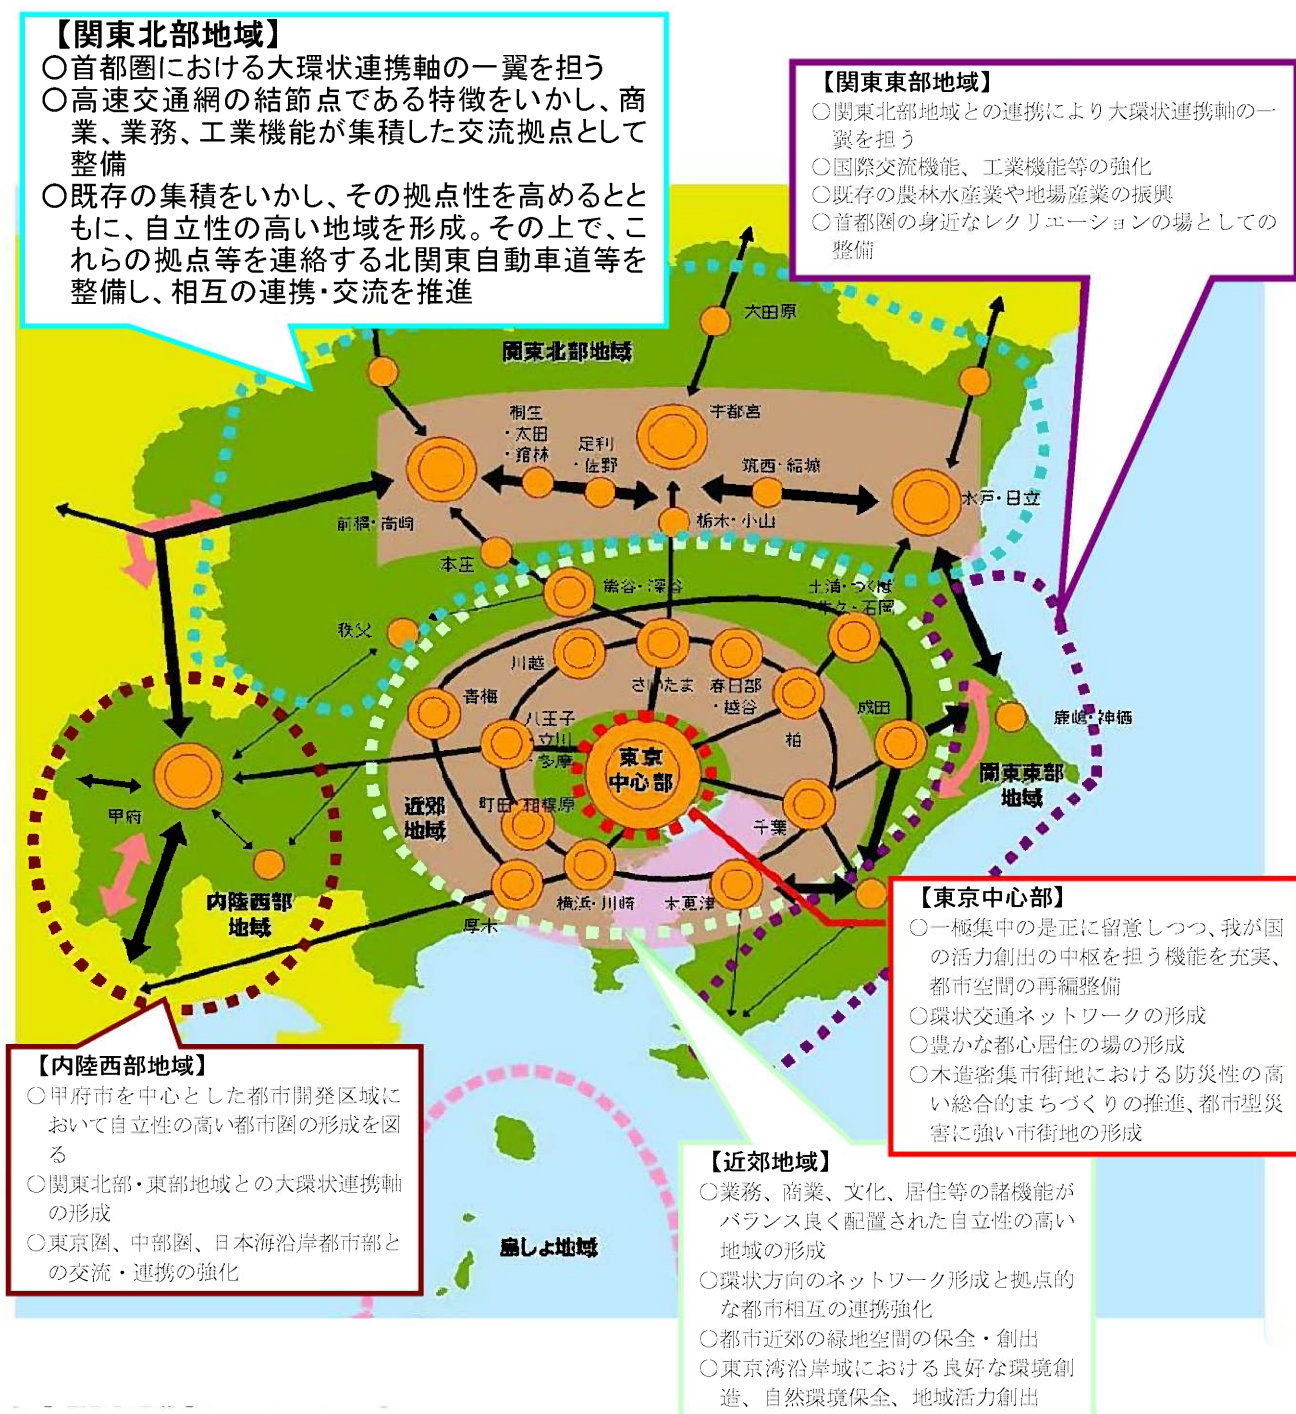 【関東北部地域】
○首都圏における大環状連携軸の一翼を担う
○高速交通網の結節点である特徴をいかし、商
業、業務、工業機能が集積した交流拠点として
整備
○既存の集積をいかし、その拠点性を高めるとと
もに、自立性の高い地域を形成。その上で、こ
れらの拠点等を連絡する北関東自動車道等を
整備し、相互の連携・交流を推進
【関東東部地域】
○関東北部地域との連携により大環状連携軸の一
翼を担う
○国際交流機能、工業機能等の強化
○既存の農林水産業や地場産業の振興
○首都圏の身近なレクリエーションの場としての
整備
大田原
関東北部地域
宇都宮
桐生
・太田
・館林
足利
・佐野
筑西・結城
水戸・日立
前橋・高崎
栃木・小山
本庄
熊谷・深谷
土浦・つくば
・牛久・石岡
秩父
川越
さいたま
春日部
・越谷
青梅
成田
鹿嶋・神栖
八王子
・立川
・多摩
柏
東京
中心部
関東東部
地域
近郊
地域
町田・相模原
千葉
甲府
内陸西部
地域
横浜・川崎
木更津
厚木
【東京中心部】
○一極集中の是正に留意しつつ、我が国
の活力創出の中枢を担う機能を充実、
都市空間の再編整備
○環状交通ネットワークの形成
○豊かな都心居住の場の形成
○木造密集市街地における防災性の高
い総合的まちづくりの推進、都市型災
害に強い市街地の形成
【内陸西部地域】
○甲府市を中心とした都市開発区域に
おいて自立性の高い都市圏の形成を図
る
○関東北部・東部地域との大環状連携軸
の形成
○東京圏、中部圏、日本海沿岸都市部と
の交流・連携の強化
島しょ地域
【近郊地域】
○業務、商業、文化、居住等の諸機能が
バランス良く配置された自立性の高い
地域の形成
○環状方向のネットワーク形成と拠点的
な都市相互の連携強化
○都市近郊の緑地空間の保全・創出
○東京湾沿岸域における良好な環境創
造、自然環境保全、地域活力創出